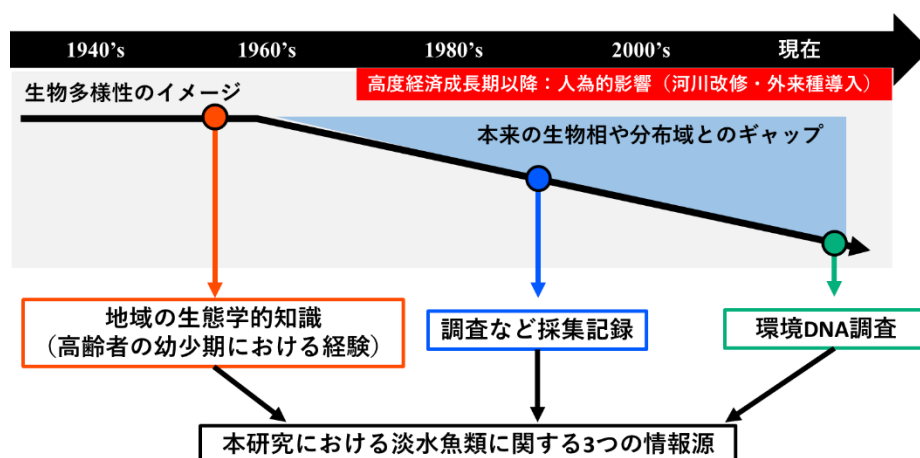 1940’s 1960’s 1980’s 2000’s 現在
高度経済成長期以降：人為的影響（河川改修・外来種導入）
生物多様性のイメージ
本来の生物相や分布域とのギャップ
地域の生態学的知識
（高齢者の幼少期における経験）
調査など採集記録
環境DNA調査
本研究における淡水魚類に関する3つの情報源